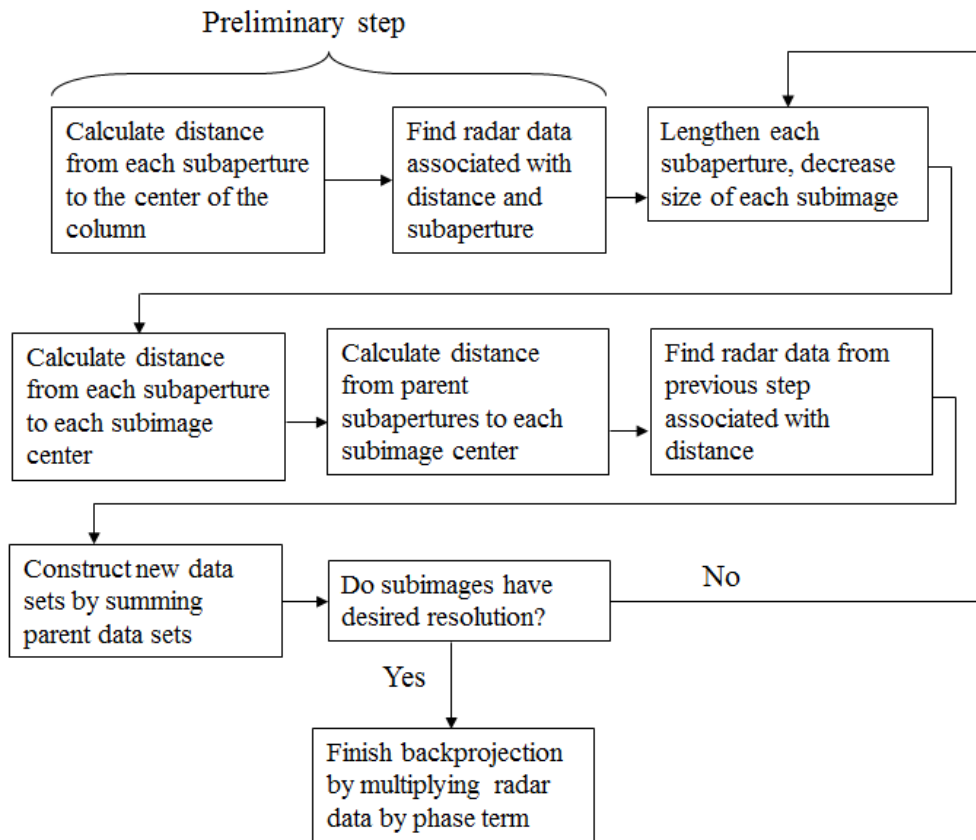 Preliminary step
Calculate distance
from each subaperture
to the center of the
column
Find radar data
associated with
distance and
subaperture
Lengthen each
subaperture, decrease
size of each subimage
Calculate distance
from each subaperture
to each subimage
center
Calculate distance
from parent
subapertures to each
subimage center
Find radar data from
previous step
associated with
distance
Construct new data
sets by summing
parent data sets
Do subimages have
desired resolution?
No
Yes
Finish backprojection
by multiplying radar
data by phase term